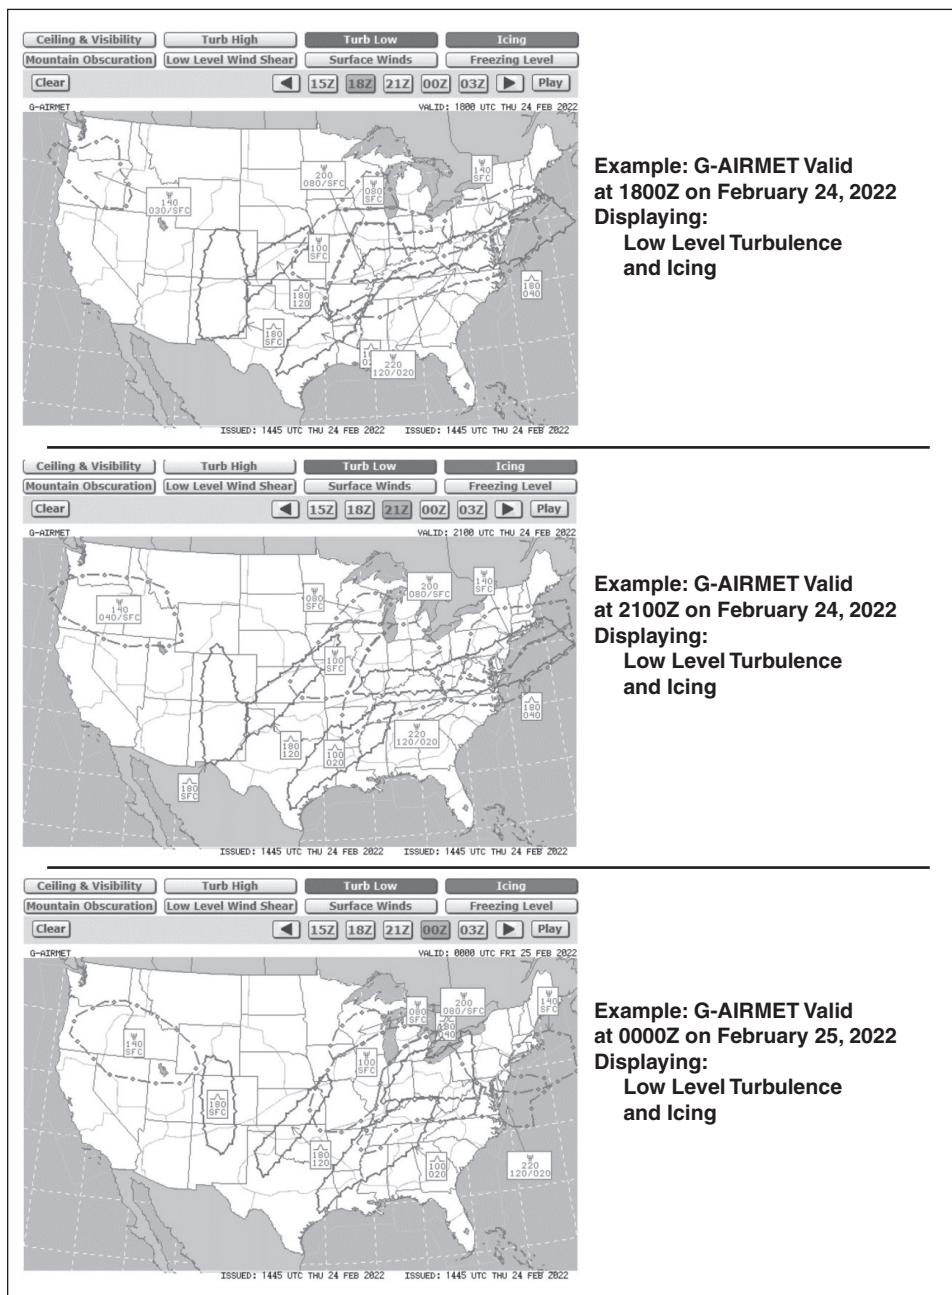 Ceiling & Visibility
Turb High
Turb Low
Icing
Mountain Obscuration
Low Level Wind Shear
Surface Winds
Freezing Level
Clear
15Z
18Z
21Z
00Z
03Z
Play
G-AIRMET
VALID: 1800 UTC THU 24 FEB 2022
200
080/SFC
080
SFC
140
SFC
140
030/SFC
100
SFC
180
120
180
040
180
SFC
220
120/020
ISSUED: 1445 UTC THU 24 FEB 2022
ISSUED: 1445 UTC THU 24 FEB 2022
Example: G-AIRMET Valid
at 1800Z on February 24, 2022
Displaying:
Low Level Turbulence
and Icing
Ceiling & Visibility
Turb High
Turb Low
Icing
Mountain Obscuration
Low Level Wind Shear
Surface Winds
Freezing Level
Clear
15Z
18Z
21Z
00Z
03Z
Play
G-AIRMET
VALID: 2100 UTC THU 24 FEB 2022
080
SFC
200
080/SFC
140
SFC
140
040/SFC
100
SFC
180
040
180
120
100
020
220
120/020
180
SFC
ISSUED: 1445 UTC THU 24 FEB 2022
ISSUED: 1445 UTC THU 24 FEB 2022
Example: G-AIRMET Valid
at 2100Z on February 24, 2022
Displaying:
Low Level Turbulence
and Icing
Ceiling & Visibility
Turb High
Turb Low
Icing
Mountain Obscuration
Low Level Wind Shear
Surface Winds
Freezing Level
Clear
15Z
18Z
21Z
00Z
03Z
Play
G-AIRMET
VALID: 0000 UTC FRI 25 FEB 2022
080
SFC
200
080/SFC
140
SFC
180
040
140
SFC
100
SFC
180
SFC
180
120
100
020
220
120/020
ISSUED: 1445 UTC THU 24 FEB 2022
ISSUED: 1445 UTC THU 24 FEB 2022
Example: G-AIRMET Valid
at 0000Z on February 25, 2022
Displaying:
Low Level Turbulence
and Icing